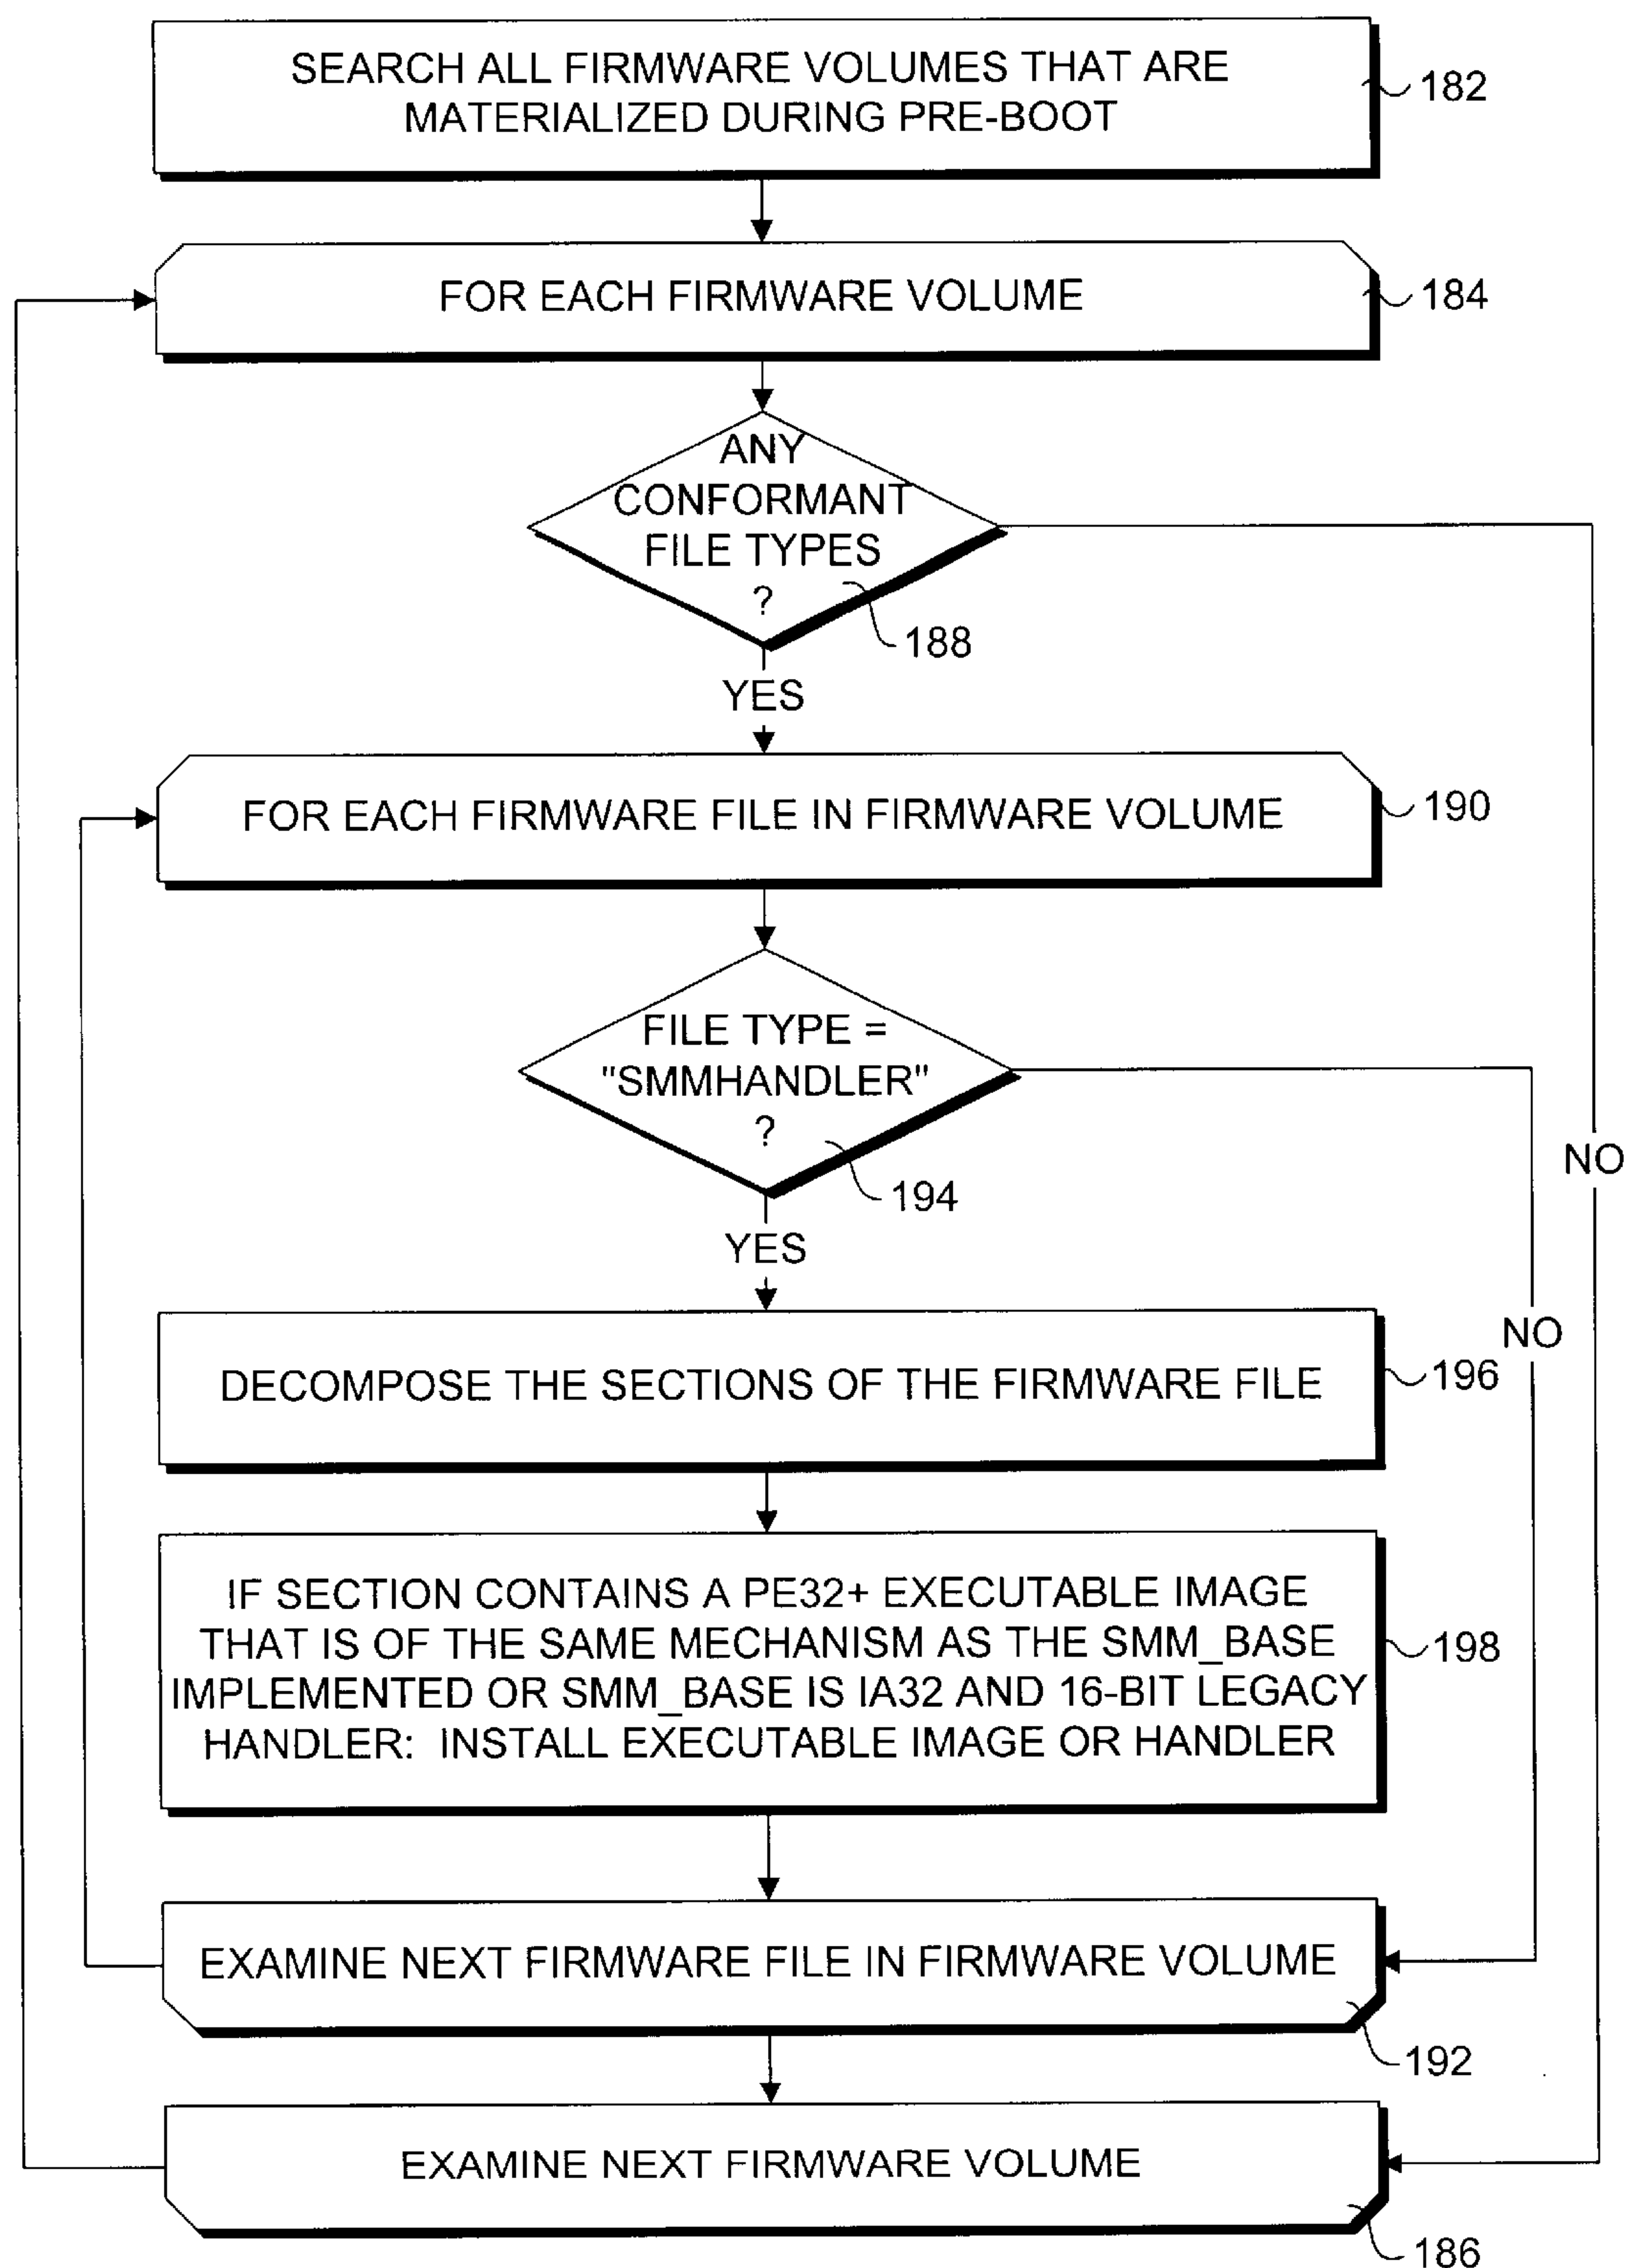 SEARCH ALL FIRMWARE VOLUMES THAT ARE
MATERIALIZED DURING PRE-BOOT
182
FOR EACH FIRMWARE VOLUME
184
ANY
CONFORMANT
FILE TYPES
?
188
YES
FOR EACH FIRMWARE FILE IN FIRMWARE VOLUME
190
FILE TYPE =
"SMMHANDLER"
?
194
NO
YES
NO
DECOMPOSE THE SECTIONS OF THE FIRMWARE FILE
196
IF SECTION CONTAINS A PE32+ EXECUTABLE IMAGE
THAT IS OF THE SAME MECHANISM AS THE SMM_BASE
IMPLEMENTED OR SMM_BASE IS IA32 AND 16-BIT LEGACY
HANDLER: INSTALL EXECUTABLE IMAGE OR HANDLER
198
EXAMINE NEXT FIRMWARE FILE IN FIRMWARE VOLUME
192
EXAMINE NEXT FIRMWARE VOLUME
186